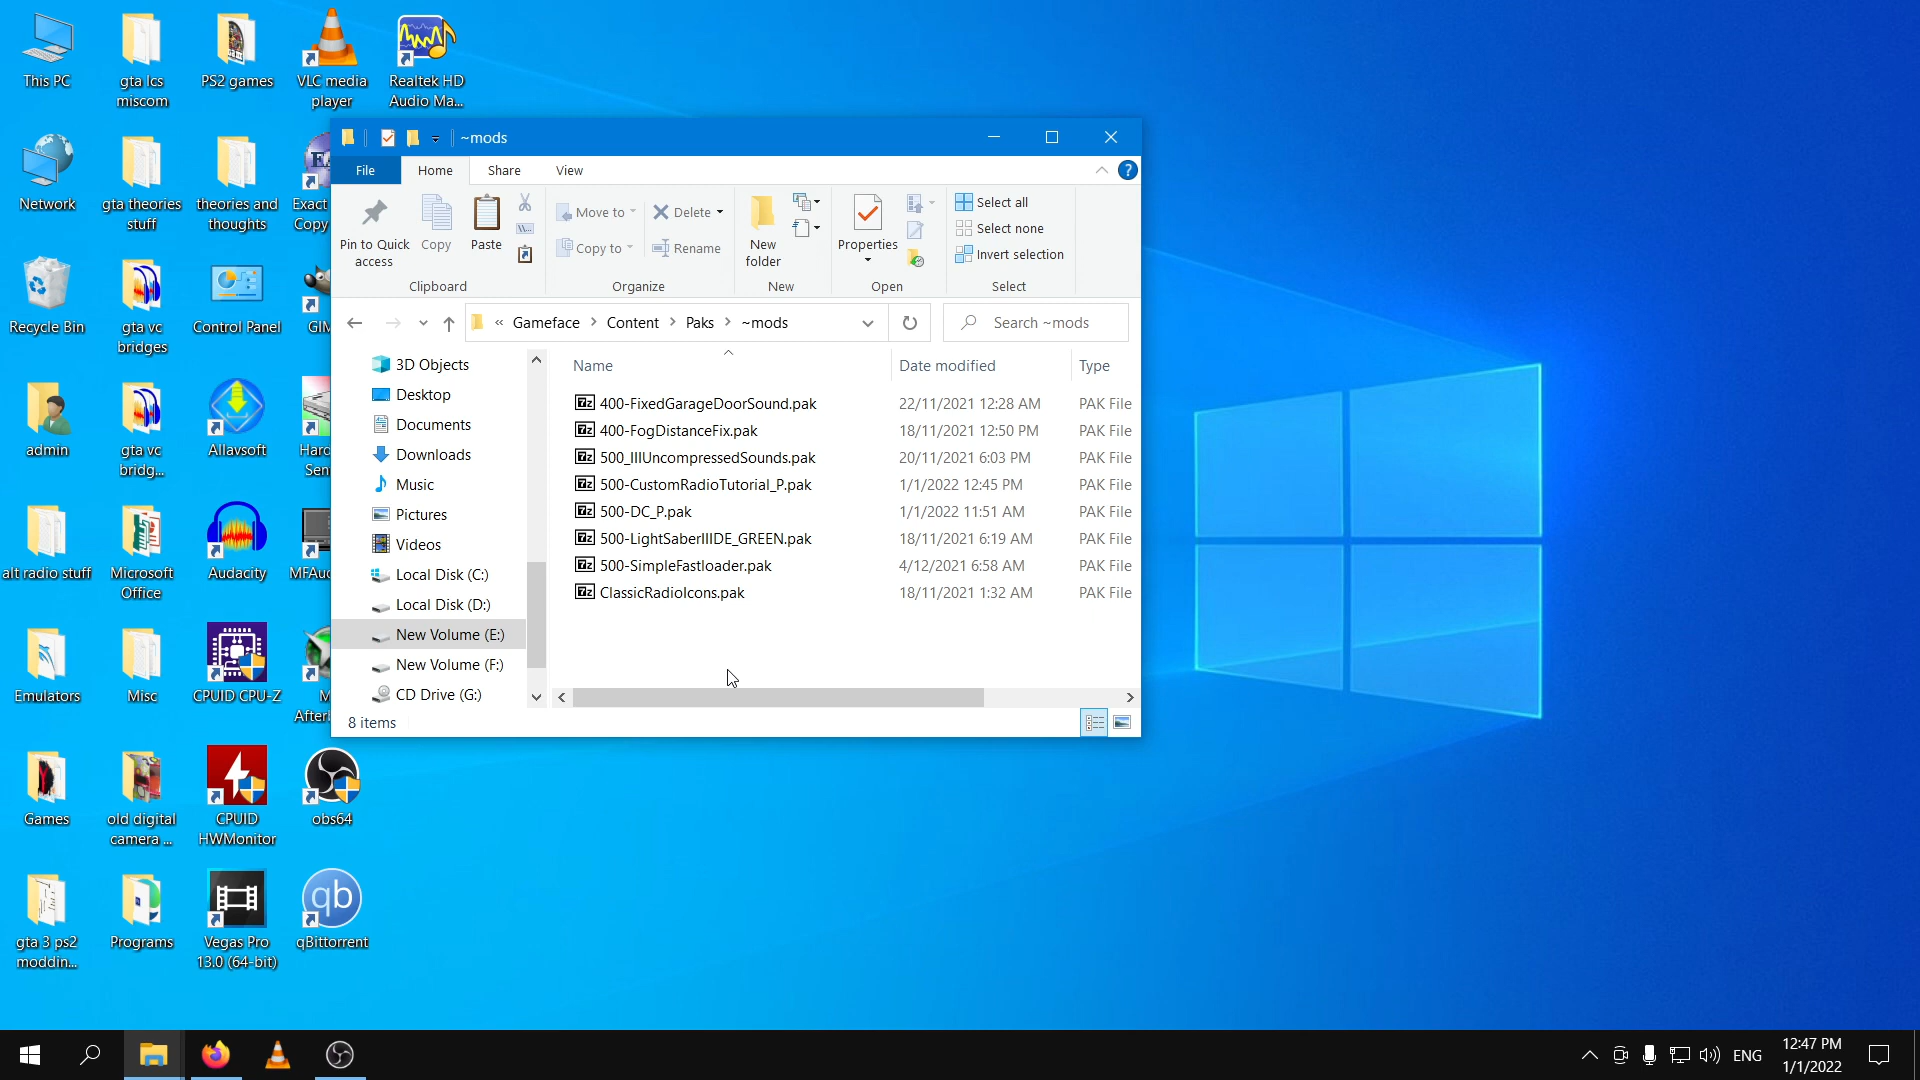 This PC
gta lcs
miscom
PS2 games
VLC media
player
Realtek HD
Audio Ma...
Network
gta theories
stuff
theories and
thoughts
Exact
Copy
Recycle Bin
gta vc
bridges
Control Panel
GIM
admin
gta vc
bridg...
Allavsoft
Hard
Sen
alt radio stuff
Microsoft
Office
Audacity
MFAud
Emulators
Misc
CPUID CPU-Z
M
Afterb
Games
old digital
camera ...
CPUID
HWMonitor
obs64
gta 3 ps2
moddin...
Programs
Vegas Pro
13.0 (64-bit)
qb
qBittorrent
~mods
File
Home
Share
View
Pin to Quick
access
Copy
Paste
Move to
Copy to
Delete
Rename
New
folder
Properties
Select all
Select none
Invert selection
Clipboard
Organize
New
Open
Select
« Gameface > Content > Paks > ~mods
Search ~mods
3D Objects
Desktop
Documents
Downloads
Music
Pictures
Videos
Local Disk (C:)
Local Disk (D:)
New Volume (E:)
New Volume (F:)
CD Drive (G:)
Name Date modified Type
400-FixedGarageDoorSound.pak 22/11/2021 12:28 AM PAK File
400-FogDistanceFix.pak 18/11/2021 12:50 PM PAK File
500_IIIUncompressedSounds.pak 20/11/2021 6:03 PM PAK File
500-CustomRadioTutorial_P.pak 1/1/2022 12:45 PM PAK File
500-DC_P.pak 1/1/2022 11:51 AM PAK File
500-LightSaberIIIDE_GREEN.pak 18/11/2021 6:19 AM PAK File
500-SimpleFastloader.pak 4/12/2021 6:58 AM PAK File
ClassicRadioIcons.pak 18/11/2021 1:32 AM PAK File
8 items
ENG
12:47 PM
1/1/2022